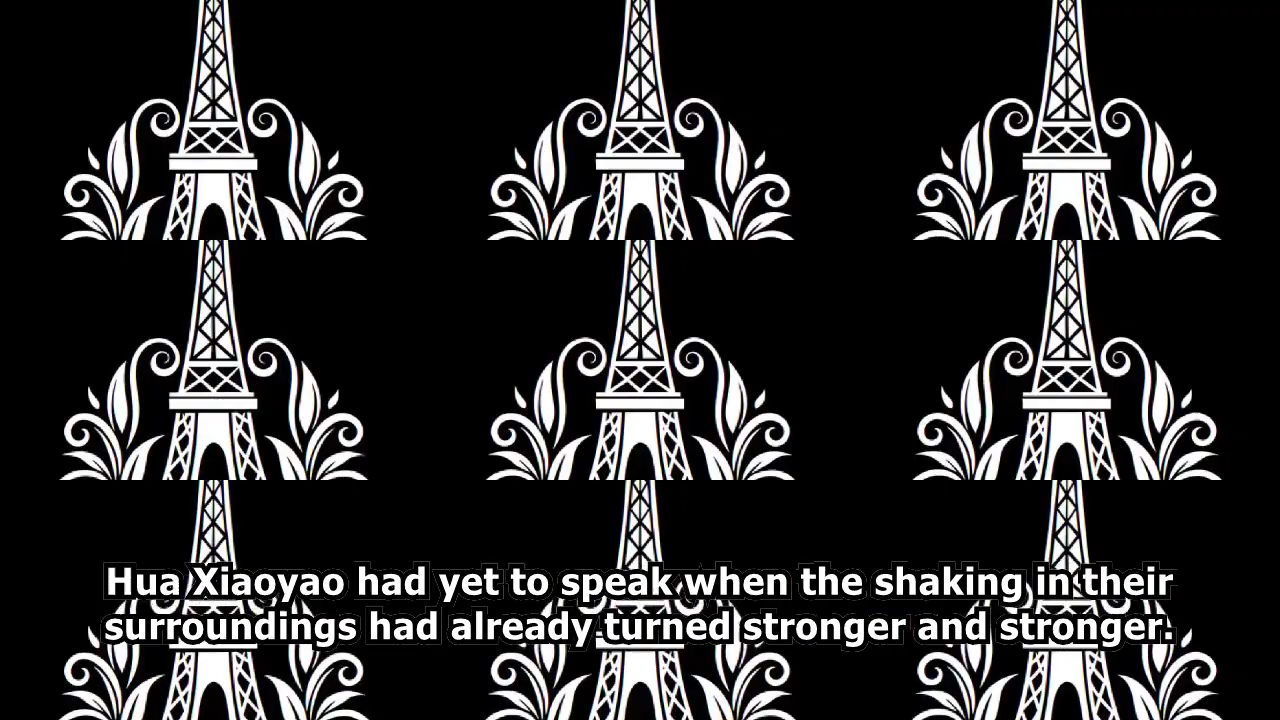 Hua Xiaoyao had yet to speak when the shaking in their
surroundings had already turned stronger and stronger.